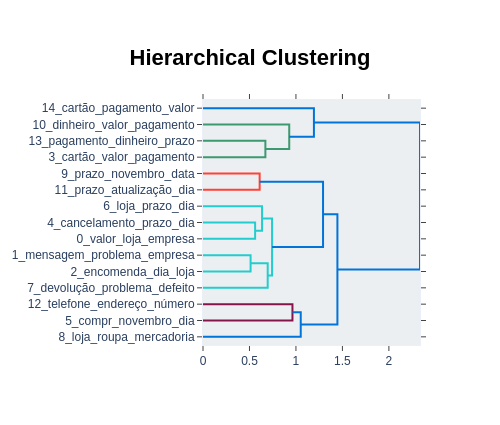 Hierarchical Clustering
14_cartão_pagamento_valor
10_dinheiro_valor_pagamento
13_pagamento_dinheiro_prazo
3_cartão_valor_pagamento
9_prazo_novembro_data
11_prazo_atualização_dia
6_loja_prazo_dia
4_cancelamento_prazo_dia
0_valor_loja_empresa
1_mensagem_problema_empresa
2_encomenda_dia_loja
7_devolução_problema_defeito
12_telefone_endereço_número
5_compr_novembro_dia
8_loja_roupa_mercadoria
0 0.5 1 1.5 2